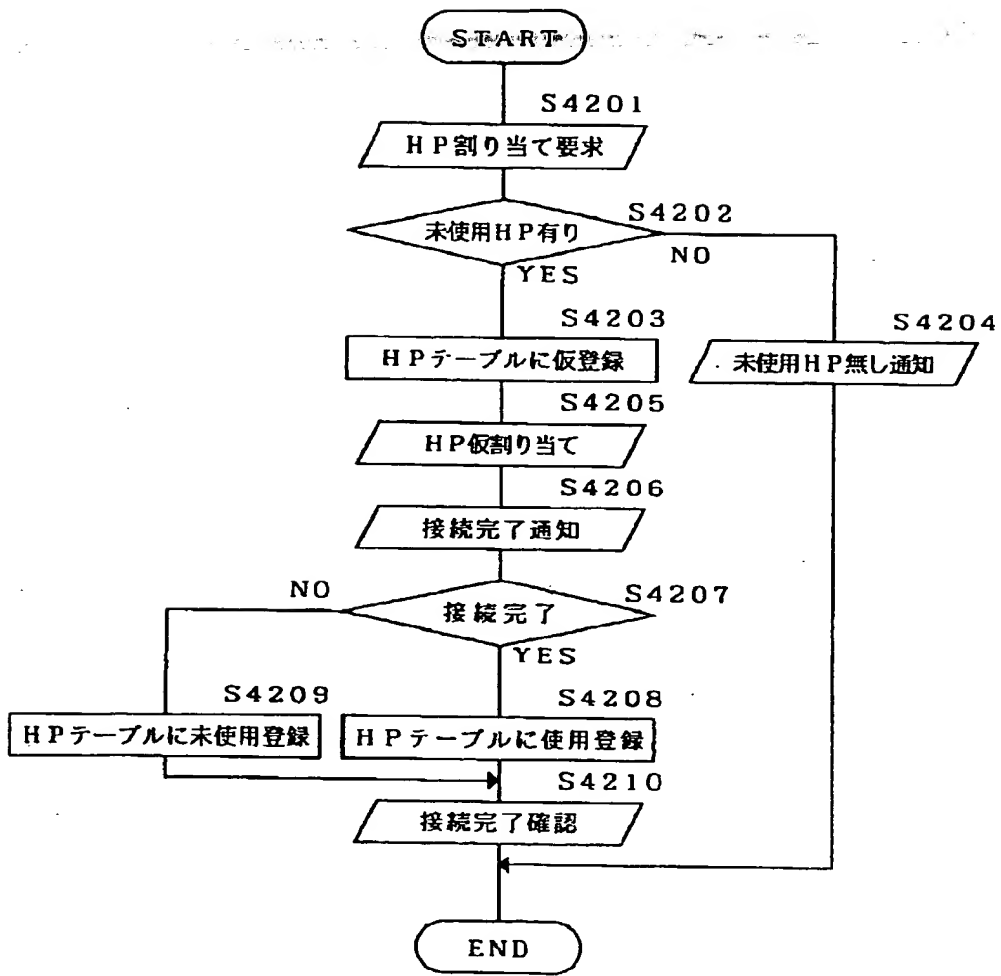 START
S4201
HP割り当て要求
S4202
未使用HP有り
NO
YES
S4203
HPテーブルに仮登録
S4204
未使用HP無し通知
S4205
HP仮割り当て
S4206
接続完了通知
S4207
NO
接続完了
YES
S4209
HPテーブルに未使用登録
S4208
HPテーブルに使用登録
S4210
接続完了確認
END